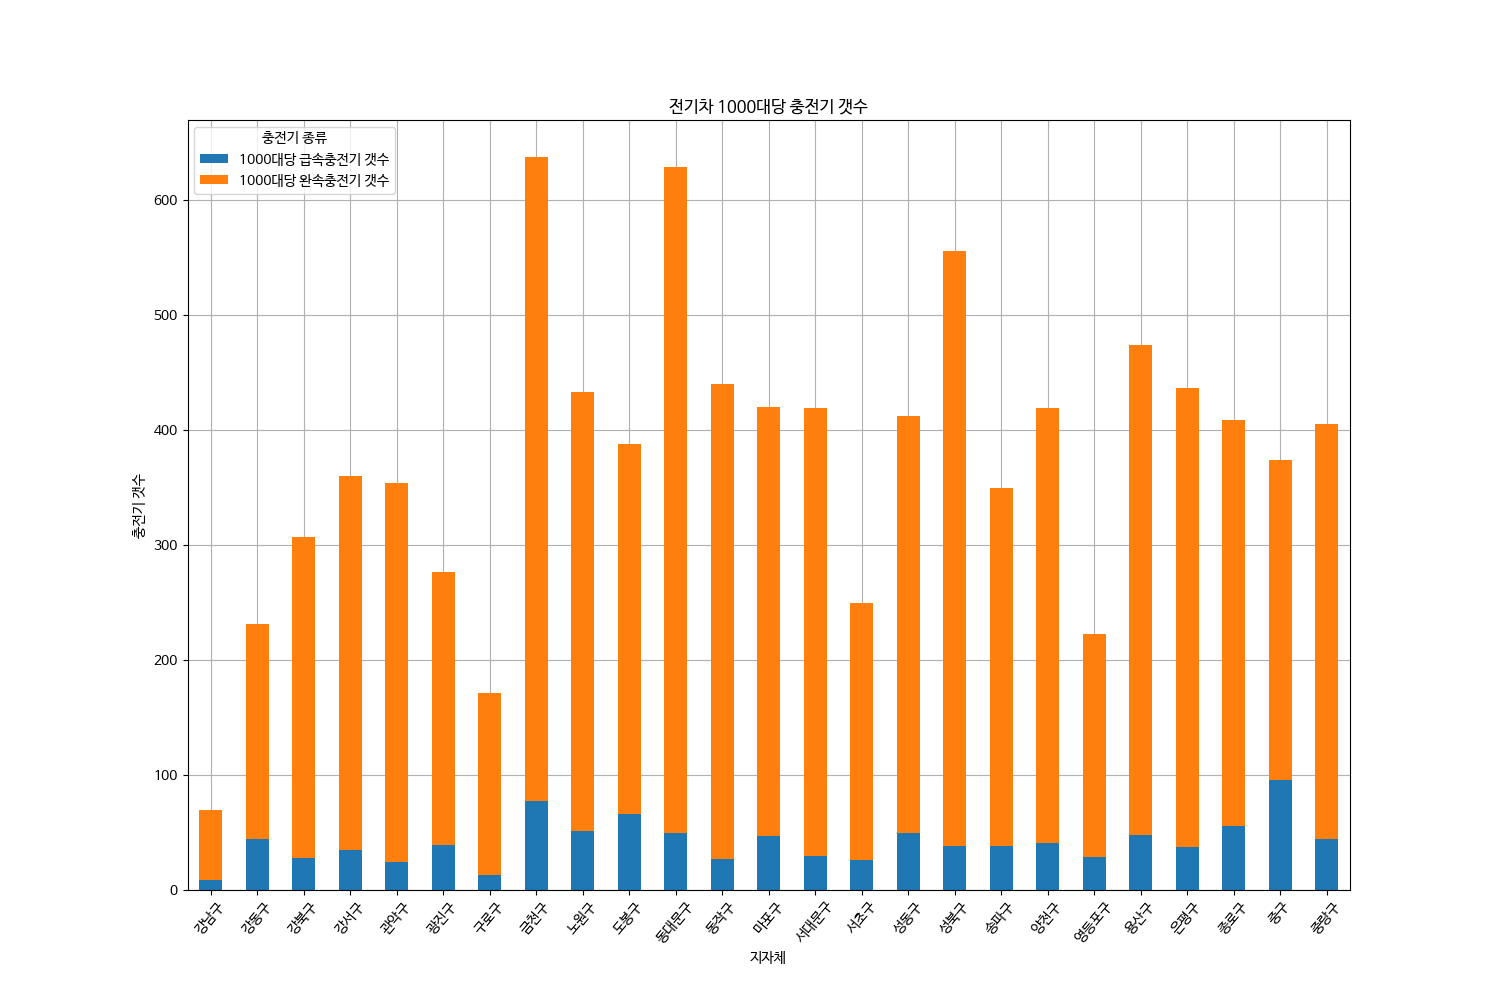 전기차 1000대당 충전기 갯수
충전기 종류
1000대당 급속충전기 갯수
1000대당 완속충전기 갯수
충전기 갯수
600
500
400
300
200
100
0
강남구
강동구
강북구
강서구
관악구
광진구
구로구
금천구
노원구
도봉구
동대문구
동작구
마포구
서대문구
서초구
성동구
성북구
송파구
양천구
영등포구
용산구
은평구
종로구
중구
중랑구
지자체